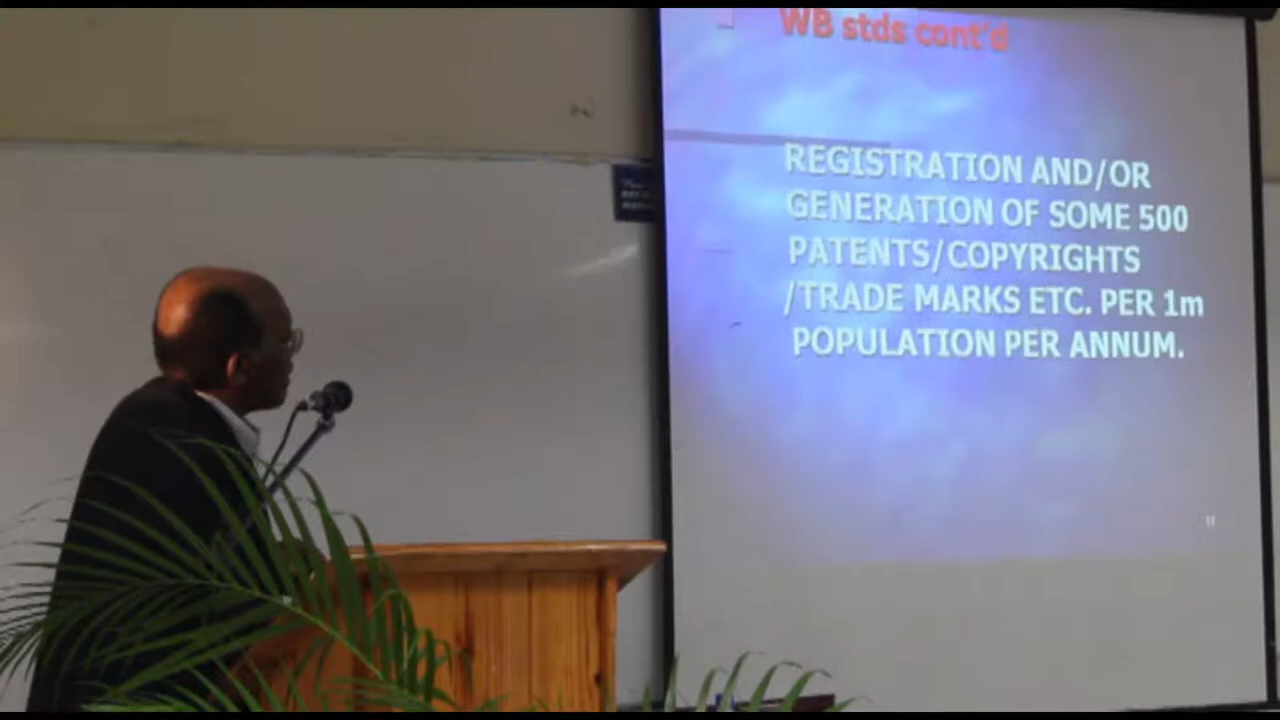 WB stds cont'd
REGISTRATION AND/OR
GENERATION OF SOME 500
PATENTS/COPYRIGHTS
/TRADE MARKS ETC. PER 1m
POPULATION PER ANNUM.
11